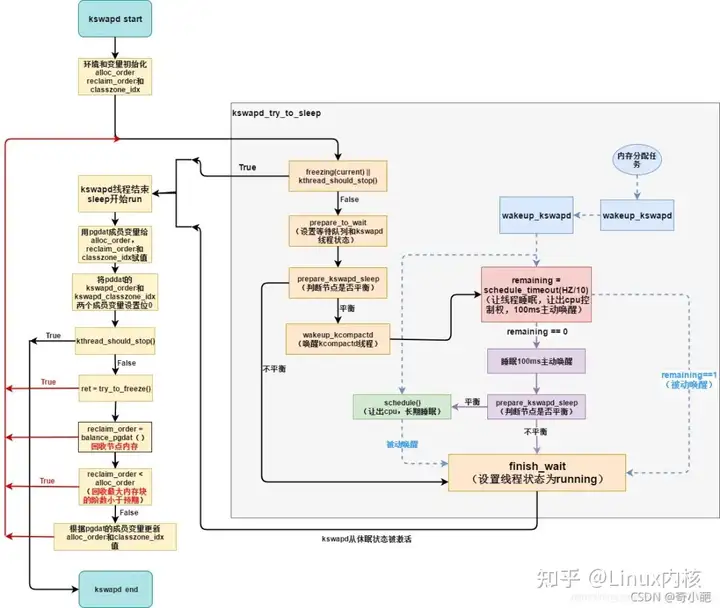 kswapd start
环境和变量初始化
alloc_order
reclaim_order和
classzone_idx
kswapd_try_to_sleep
True
freezing(current) ||
kthread_should_stop()
False
内存分配任
务
kswapd线程结束
sleep开始run
prepare_to_wait
（设置等待队列和kswapd
线程状态）
wakeup_kswapd
wakeup_kswapd
用pgdat成员变量给
alloc_order,
reclaim_order和
classzone_idx赋值
prepare_kswapd_sleep
（判断节点是否平衡）
平衡
remaining =
schedule_timeout(HZ/10)
（让线程睡眠，让出cpu控
制权，100ms主动唤醒）
将pddat的
kswapd_order和
kswapd_classzone_idx
两个成员变量设置位0
wakeup_kcompactd
（唤醒kcompactd线程）
remaining == 0
True
kthread_should_stop()
False
不平衡
睡眠100ms主动唤醒
remaining==1
（被动唤醒）
True
ret = try_to_freeze()
schedule()
（让出cpu，长期睡眠）
平衡
prepare_kswapd_sleep
（判断节点是否平衡）
reclaim_order =
balance_pgdat（）
回收节点内存
被动唤醒
不平衡
True
reclaim_order <
alloc_order
（回收最大内存块
的阶数小于预期）
False
finish_wait
（设置线程状态为running）
根据pgdat的成员变量更新
alloc_order和classzone_idx
值
kswapd从休眠状态被激活
kswapd end
知乎 @Linux内核
CSDN @奇小葩